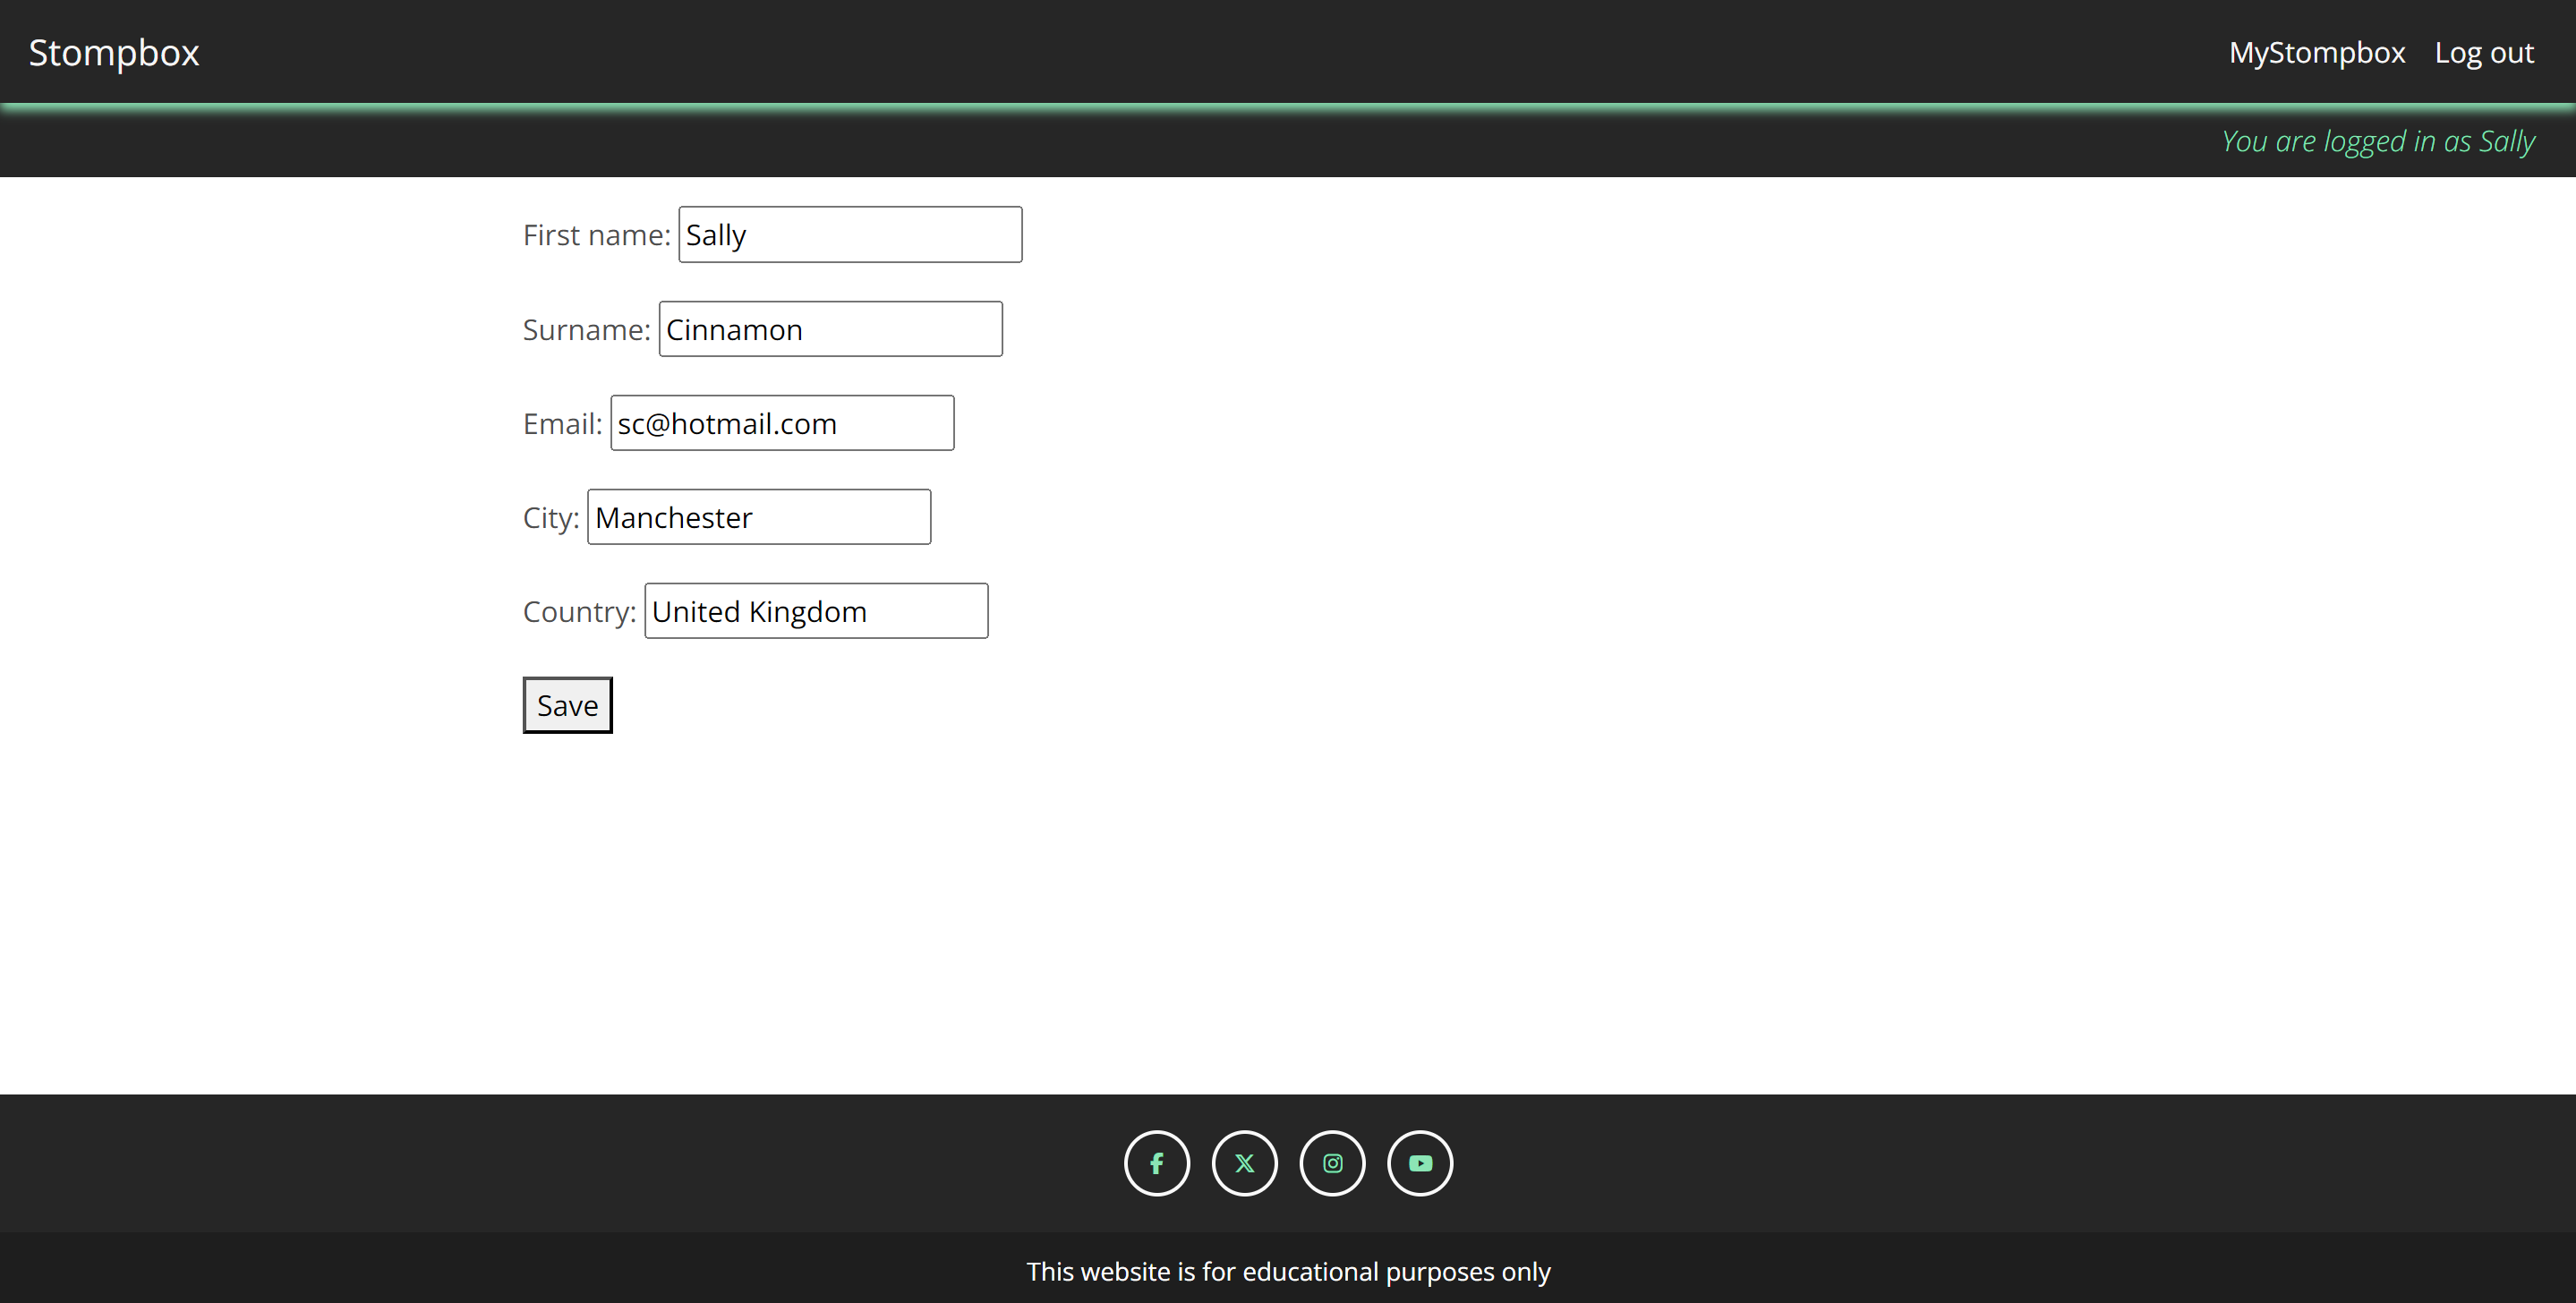 Stompbox MyStompbox Log out
You are logged in as Sally
First name: Sally
Surname: Cinnamon
Email: sc@hotmail.com
City: Manchester
Country: United Kingdom
Save
This website is for educational purposes only